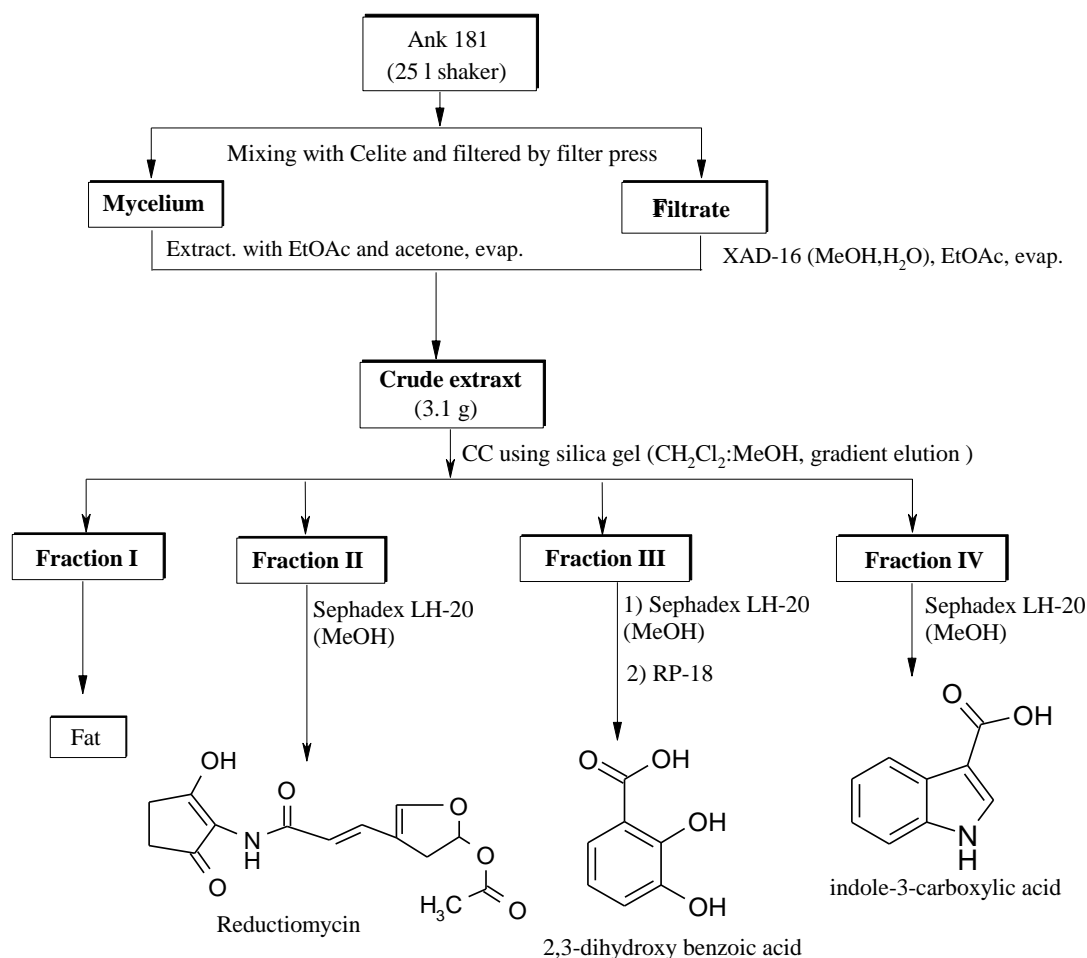 Ank 181
(25 l shaker)
Mixing with Celite and filtered by filter press
Mycelium
Filtrate
Extract. with EtOAc and acetone, evap.
XAD-16 (MeOH,H2O), EtOAc, evap.
Crude extraxt
(3.1 g)
CC using silica gel (CH2Cl2:MeOH, gradient elution )
Fraction I
Fraction II
Fraction III
Fraction IV
Sephadex LH-20
(MeOH)
1) Sephadex LH-20
(MeOH)
2) RP-18
Sephadex LH-20
(MeOH)
Fat
OH
O
N
H
O
O
O
O
H3C
O
Reductiomycin
O
OH
OH
OH
2,3-dihydroxy benzoic acid
O
OH
N
H
indole-3-carboxylic acid